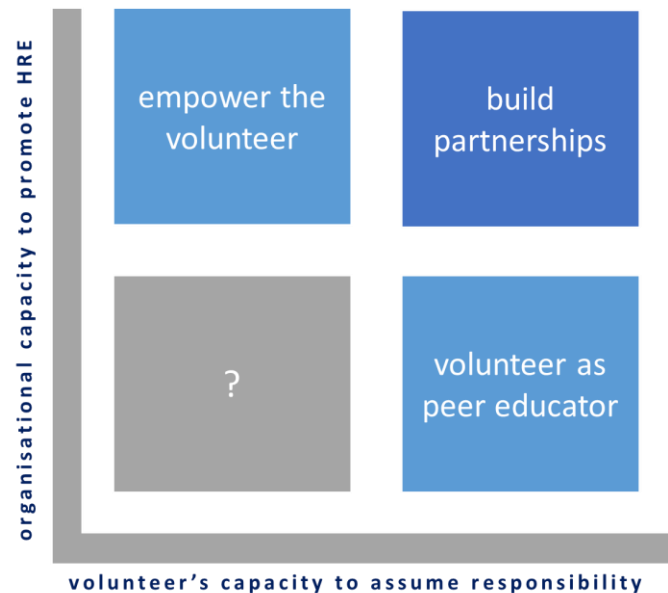 organisational capacity to promote HRE
empower the
volunteer
build
partnerships
?
volunteer as
peer educator
volunteer's capacity to assume responsibility